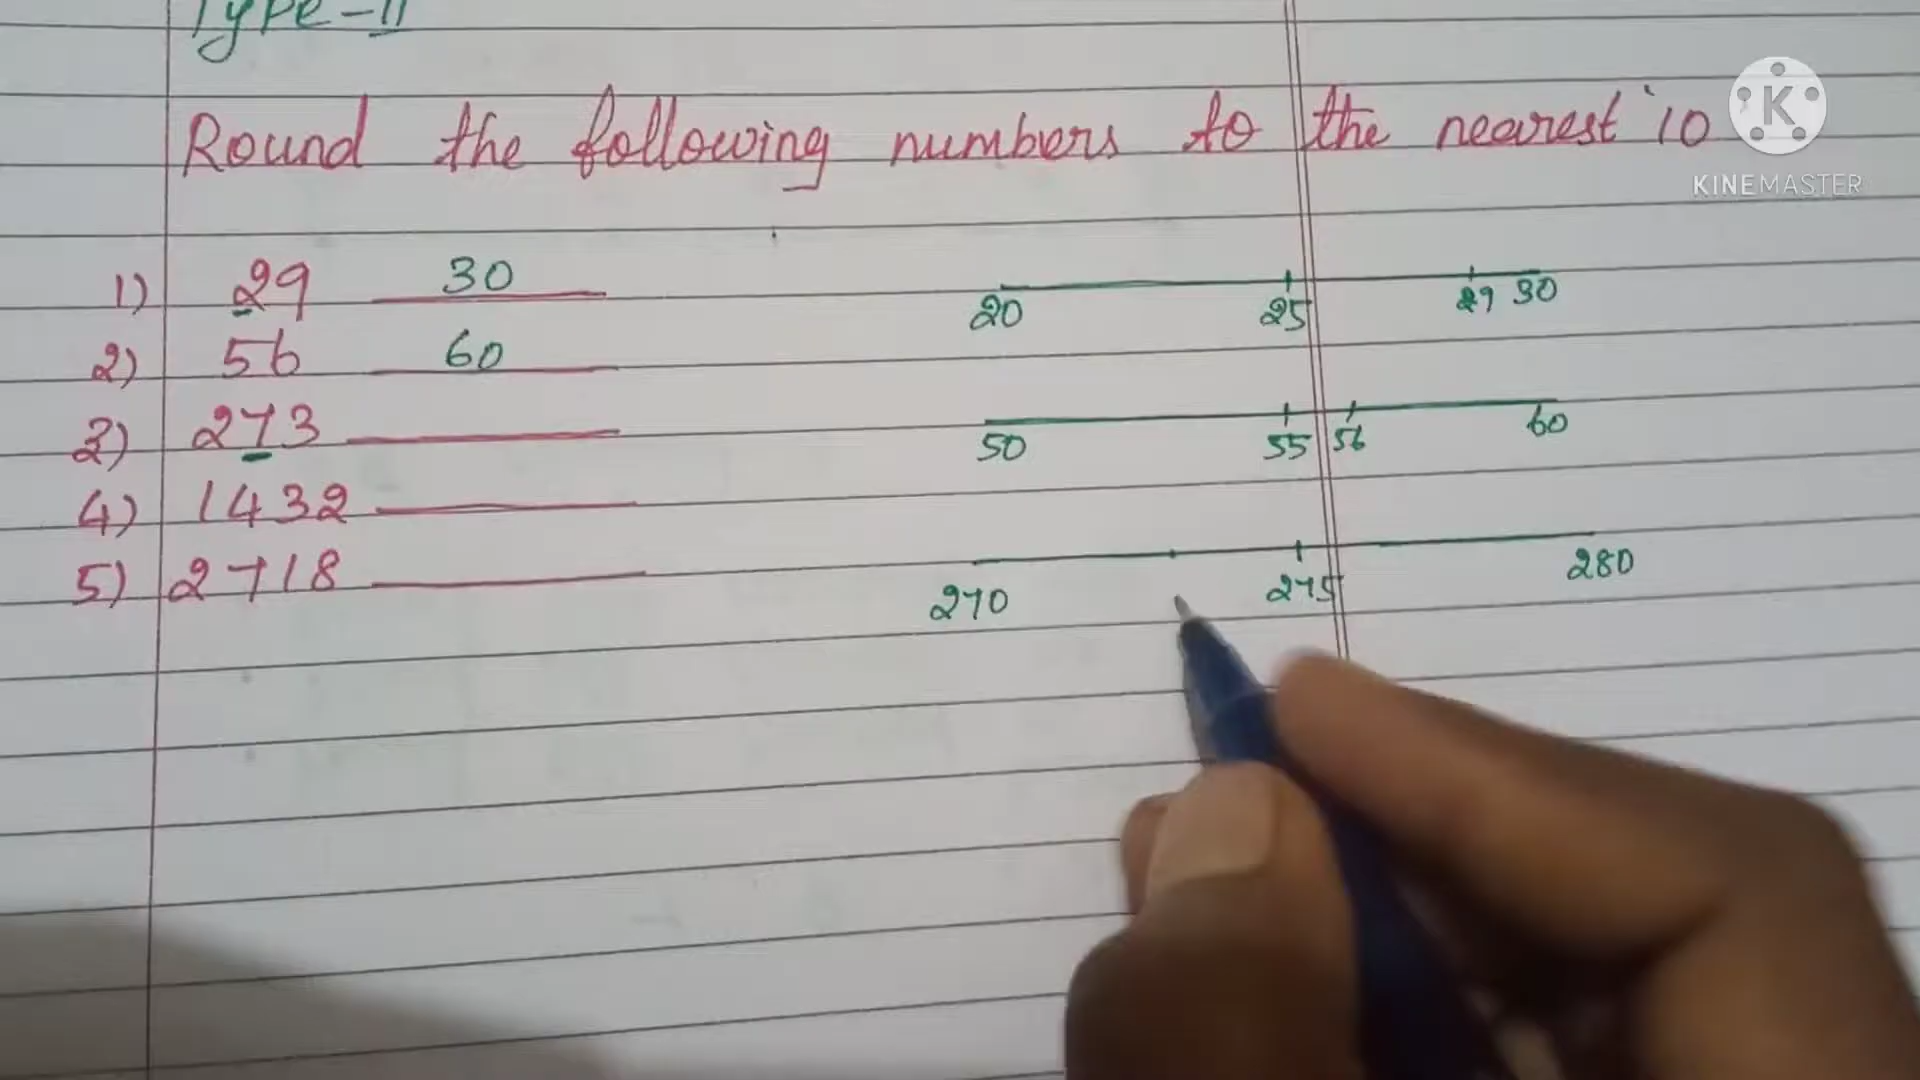 Type-II
Round the following numbers to the nearest 10
KINEMASTER
1) 29 30
20 25 29 30
2) 56 60
50 55 56 60
3) 273
4) 1432
5) 2718
270 275 280